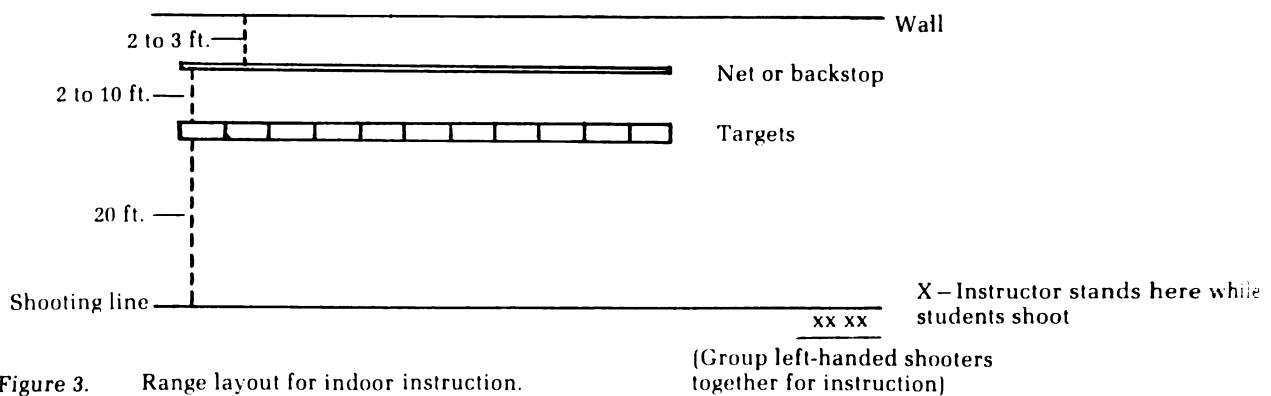 Wall
2 to 3 ft.
Net or backstop
2 to 10 ft.
Targets
20 ft.
Shooting line
X – Instructor stands here while
students shoot
xx xx
(Group left-handed shooters
together for instruction)
Figure 3. Range layout for indoor instruction.